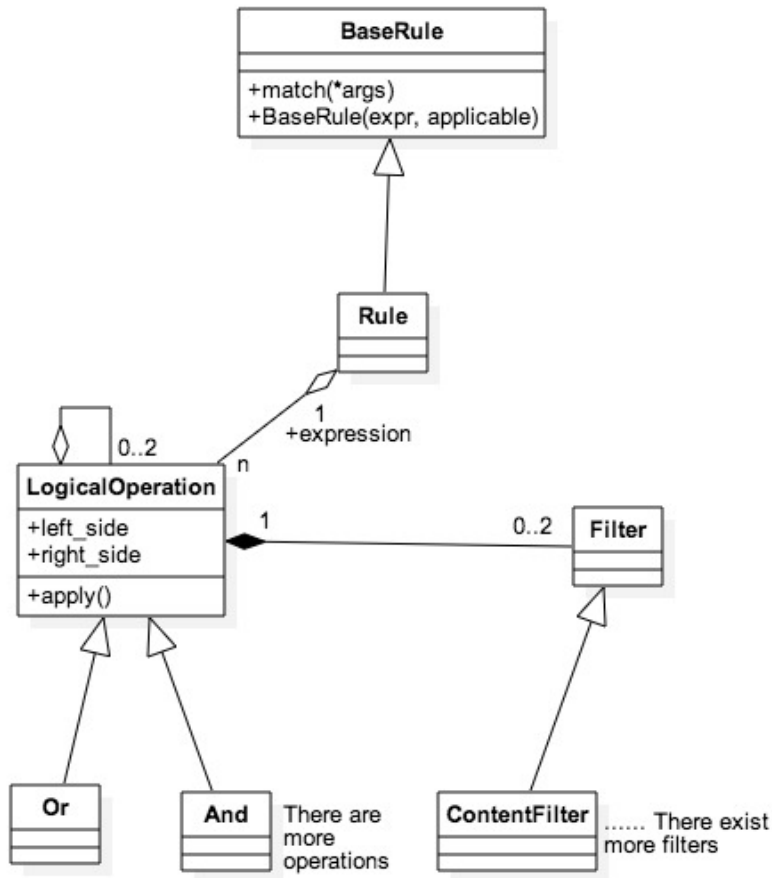 BaseRule
+match(*args)
+BaseRule(expr, applicable)
Rule
1
+expression
n
0..2
LogicalOperation
+left_side
+right_side
+apply()
1
0..2
Filter
Or
And
There are
more
operations
ContentFilter
...... There exist
more filters